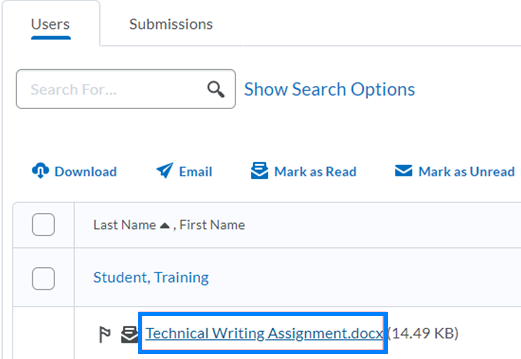 Users Submissions
Search For... Show Search Options
Download Email Mark as Read Mark as Unread
Last Name , First Name
Student, Training
Technical Writing Assignment.docx (14.49 KB)